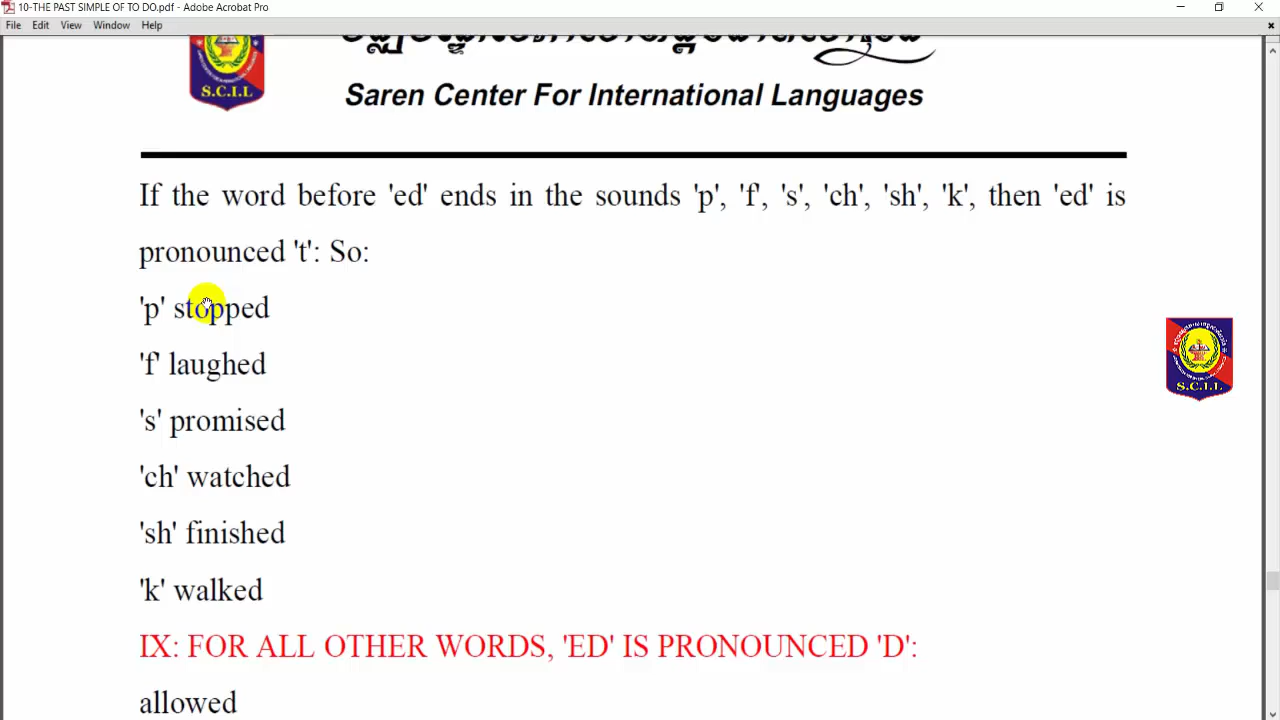 10-THE PAST SIMPLE OF TO DO.pdf - Adobe Acrobat Pro
File Edit View Window Help
S.C.I.L
Saren Center For International Languages
If the word before 'ed' ends in the sounds 'p', 'f', 's', 'ch', 'sh', 'k', then 'ed' is
pronounced 't': So:
'p' stopped
'f' laughed
's' promised
'ch' watched
'sh' finished
'k' walked
S.C.I.L
IX: FOR ALL OTHER WORDS, 'ED' IS PRONOUNCED 'D':
allowed